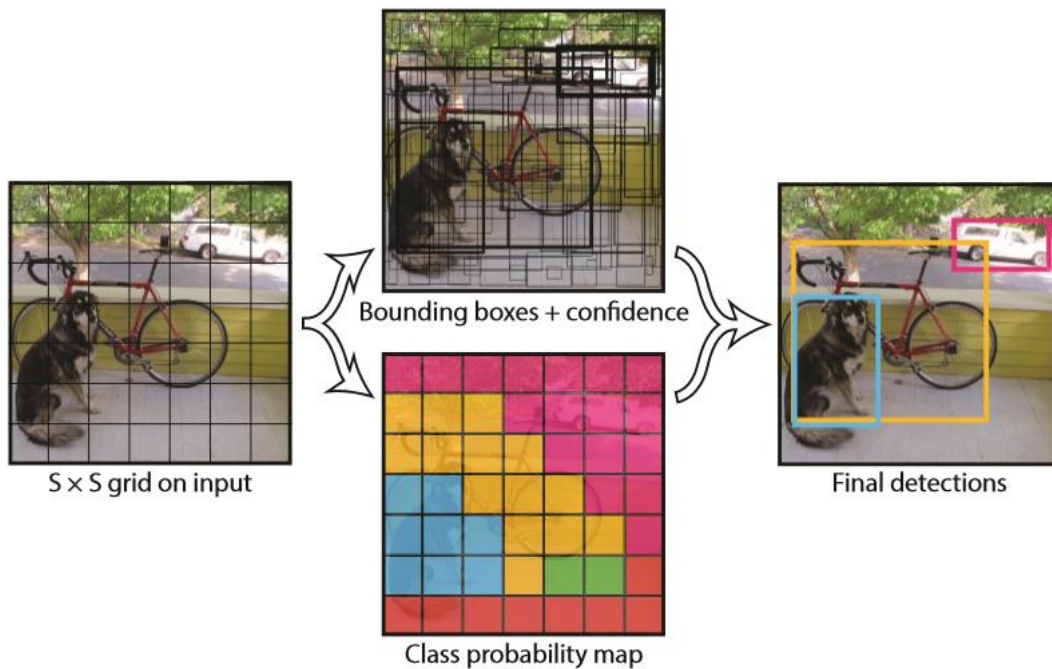 Bounding boxes + confidence
S × S grid on input
Final detections
Class probability map